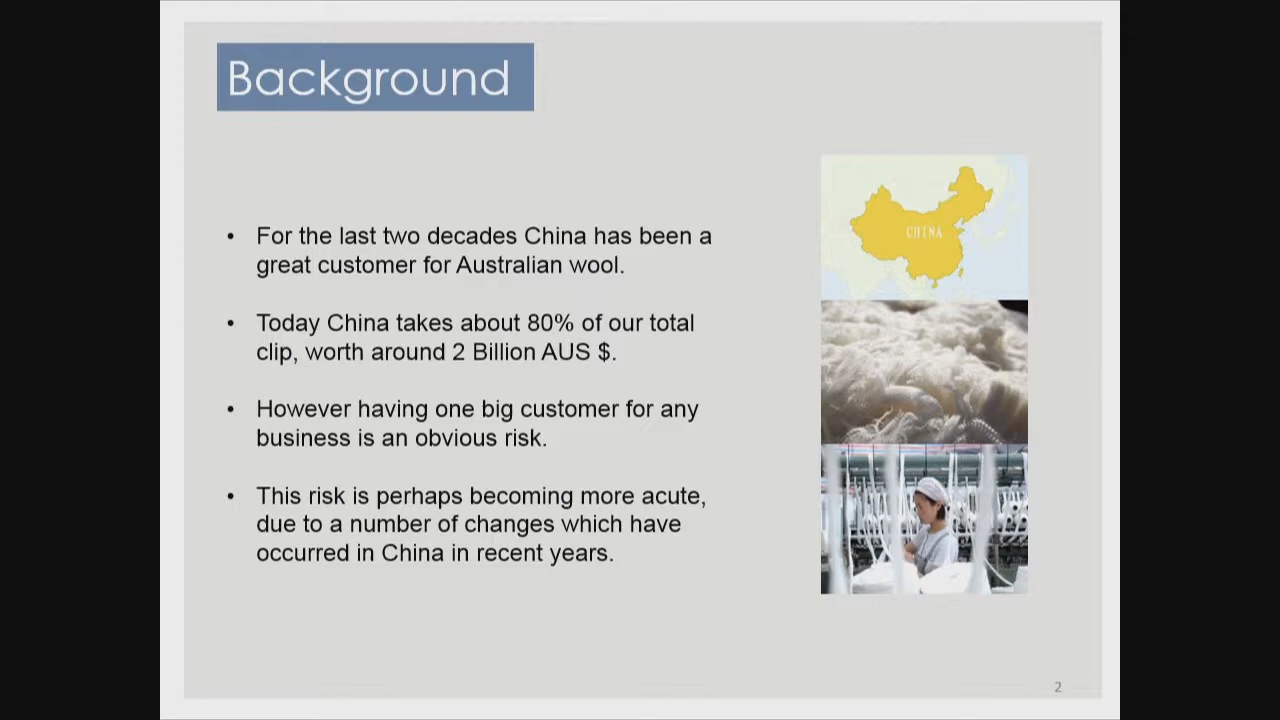 Background
• For the last two decades China has been a
great customer for Australian wool.
• Today China takes about 80% of our total
clip, worth around 2 Billion AUS $.
• However having one big customer for any
business is an obvious risk.
• This risk is perhaps becoming more acute,
due to a number of changes which have
occurred in China in recent years.
CHINA
2